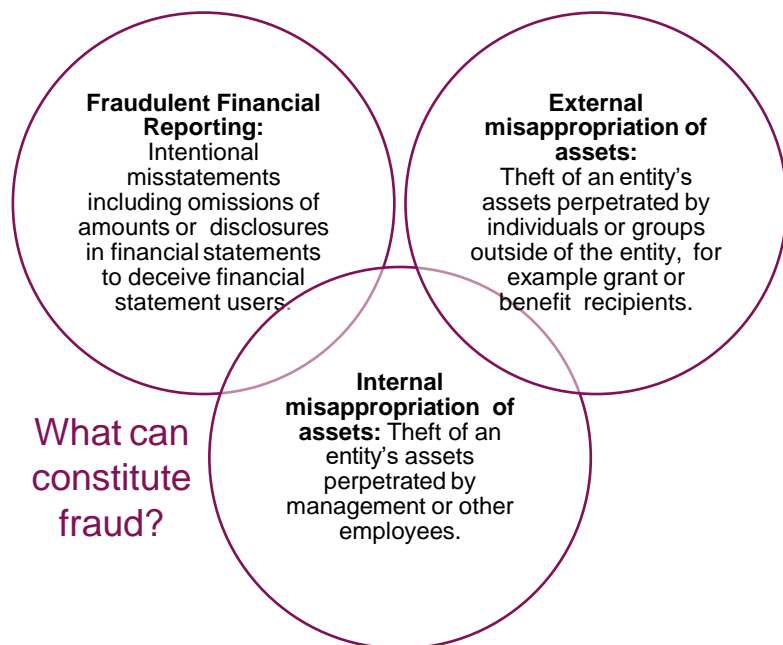 Fraudulent Financial
Reporting:
Intentional
misstatements
including omissions of
amounts or disclosures
in financial statements
to deceive financial
statement users.
External
misappropriation of
assets:
Theft of an entity’s
assets perpetrated by
individuals or groups
outside of the entity, for
example grant or
benefit recipients.
Internal
misappropriation of
assets: Theft of an
entity’s assets
perpetrated by
management or other
employees.
What can
constitute
fraud?